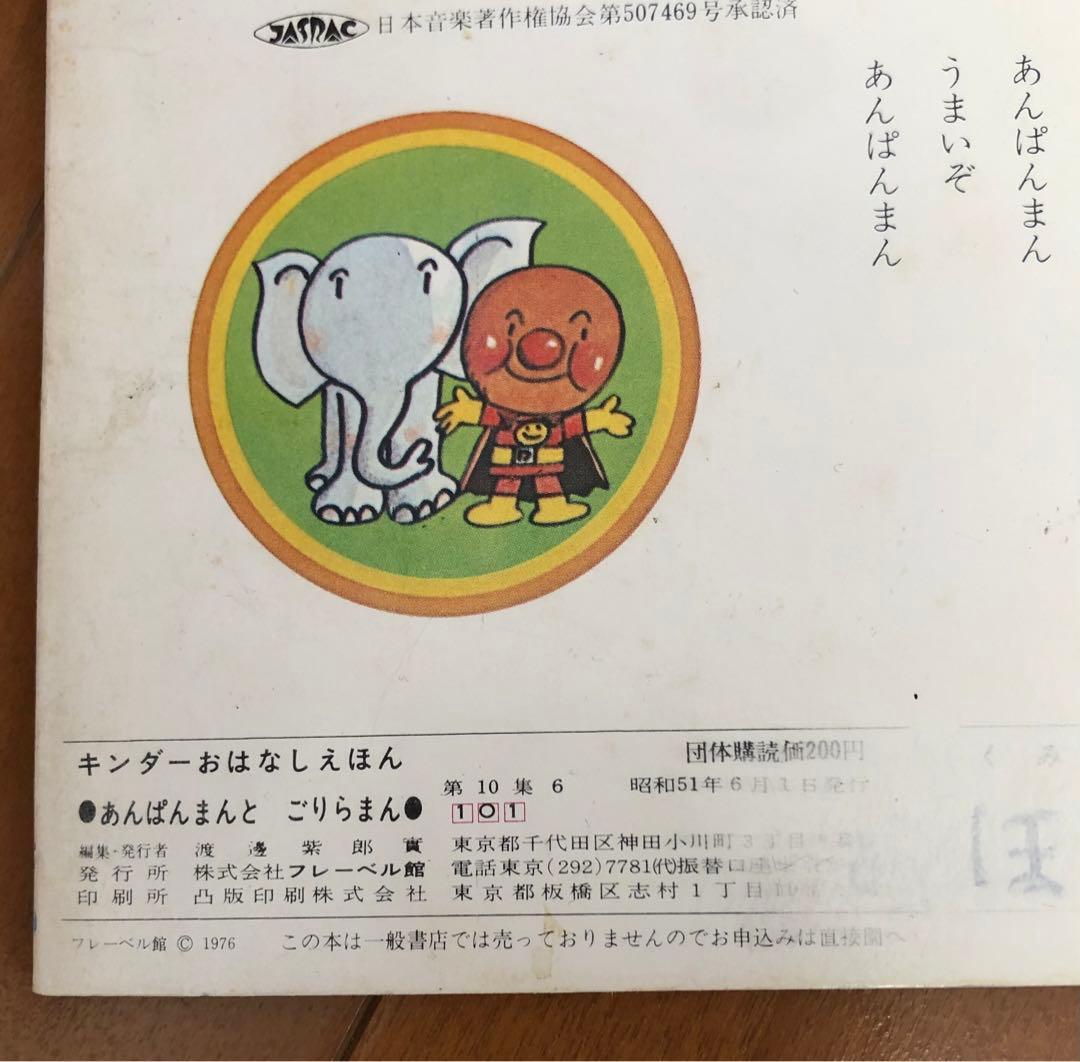 JASRAC 日本音楽著作権協会第507469号承認済
あんぱんまん
うまいぞ
あんぱんまん
キンダーおはなしえほん
団体購読価200円
第10集6
昭和51年6月1日発行
●あんぱんまんと ごりらまん●
101
編集・発行者 渡邊紫郎實 東京都千代田区神田小川町3丁目
発行所 株式会社フレーベル館 電話東京(292)7781(代)振替口座
印刷所 凸版印刷株式会社 東京都板橋区志村1丁目
フレーベル館 © 1976 この本は一般書店では売っておりませんのでお申込みは直接
くみ